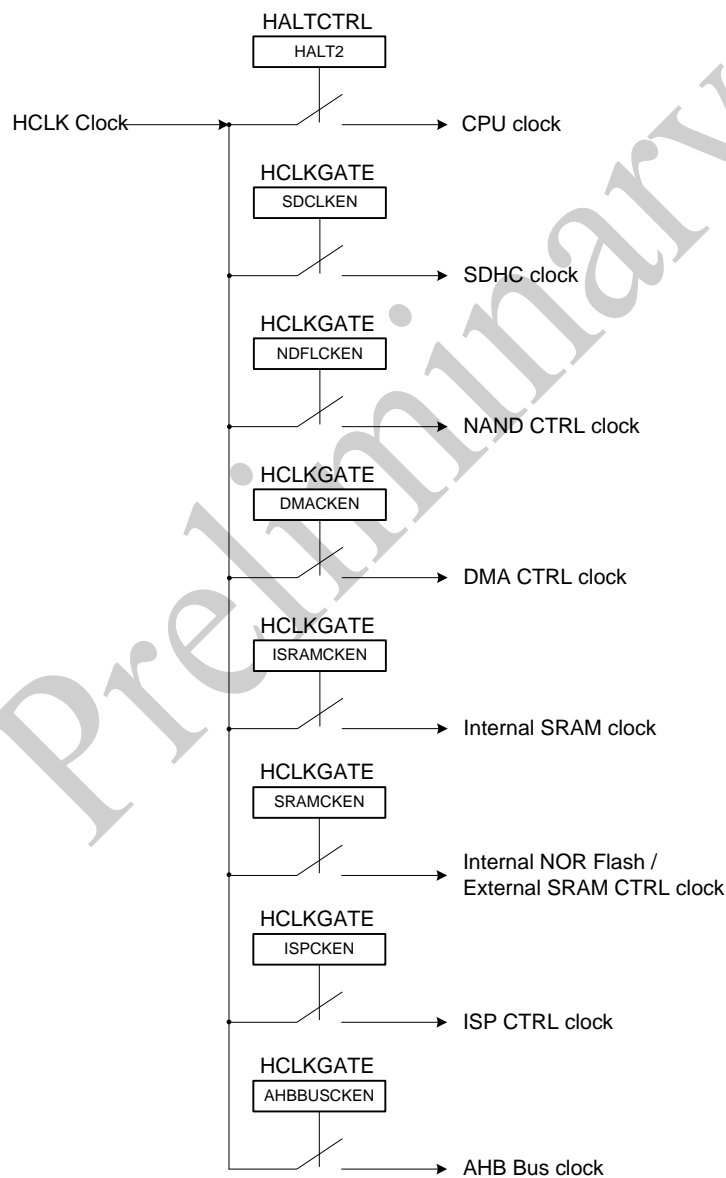 HALTCTRL
HALT2
HCLK Clock
CPU clock
HCLKGATE
SDCLKEN
SDHC clock
HCLKGATE
NDFLCKEN
NAND CTRL clock
HCLKGATE
DMACKEN
DMA CTRL clock
HCLKGATE
ISRAMCKEN
Internal SRAM clock
HCLKGATE
SRAMCKEN
Internal NOR Flash /
External SRAM CTRL clock
HCLKGATE
ISPCKEN
ISP CTRL clock
HCLKGATE
AHBBUSCKEN
AHB Bus clock
Preliminary